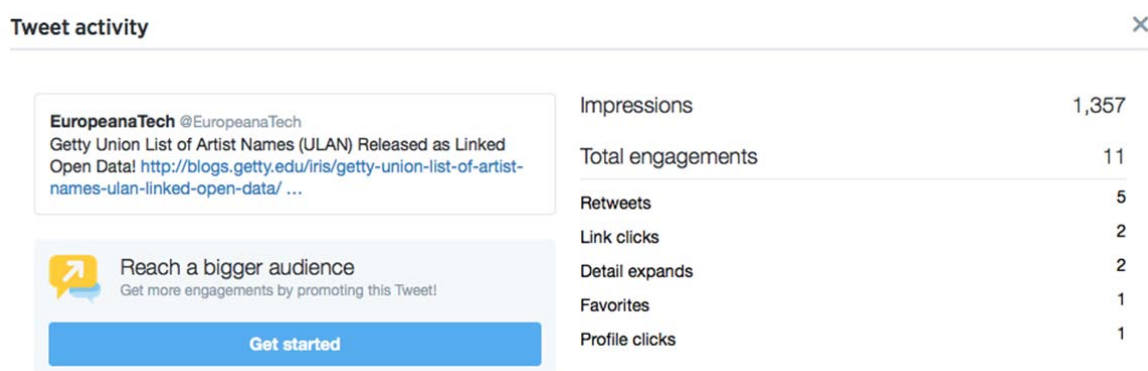 Tweet activity
EuropeanaTech @EuropeanaTech
Getty Union List of Artist Names (ULAN) Released as Linked
Open Data! http://blogs.getty.edu/iris/getty-union-list-of-artist-
names-ulan-linked-open-data/ ...
Reach a bigger audience
Get more engagements by promoting this Tweet!
Get started
Impressions 1,357
Total engagements 11
Retweets 5
Link clicks 2
Detail expands 2
Favorites 1
Profile clicks 1